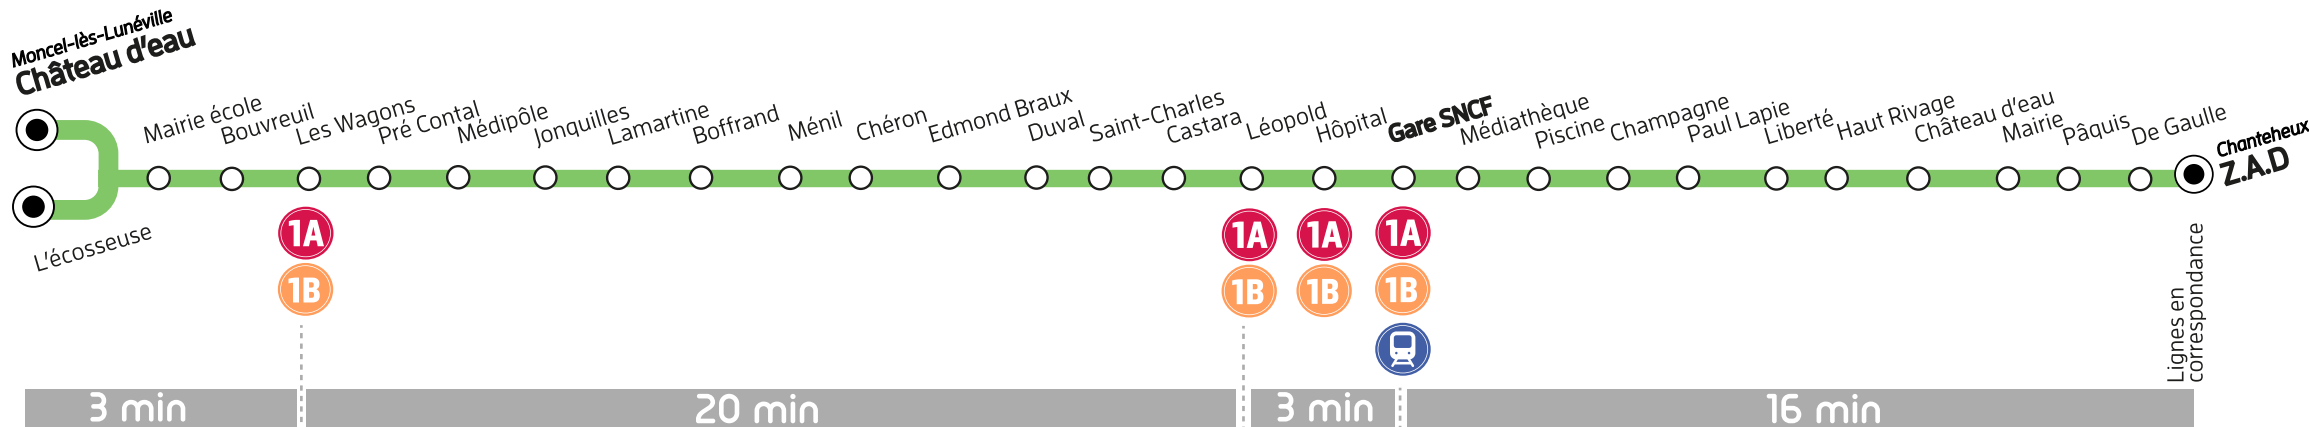 Moncel-lès-Lunéville
Château d'eau
L'écosseuse
Mairie école
Bouvreuil
Les Wagons
Pré Contal
Médipôle
Jonquilles
Lamartine
Boffrand
Ménil
Chéron
Edmond Braux
Duval
Saint-Charles
Castara
Léopold
Hôpital
Gare SNCF
Médiathèque
Piscine
Champagne
Paul Lapie
Liberté
Haut Rivage
Château d'eau
Mairie
Pâquis
De Gaulle
Chanteheux
Z.A.D
1A
1B
1A
1B
1A
1B
1A
1B
Lignes en
correspondance
3 min
20 min
3 min
16 min